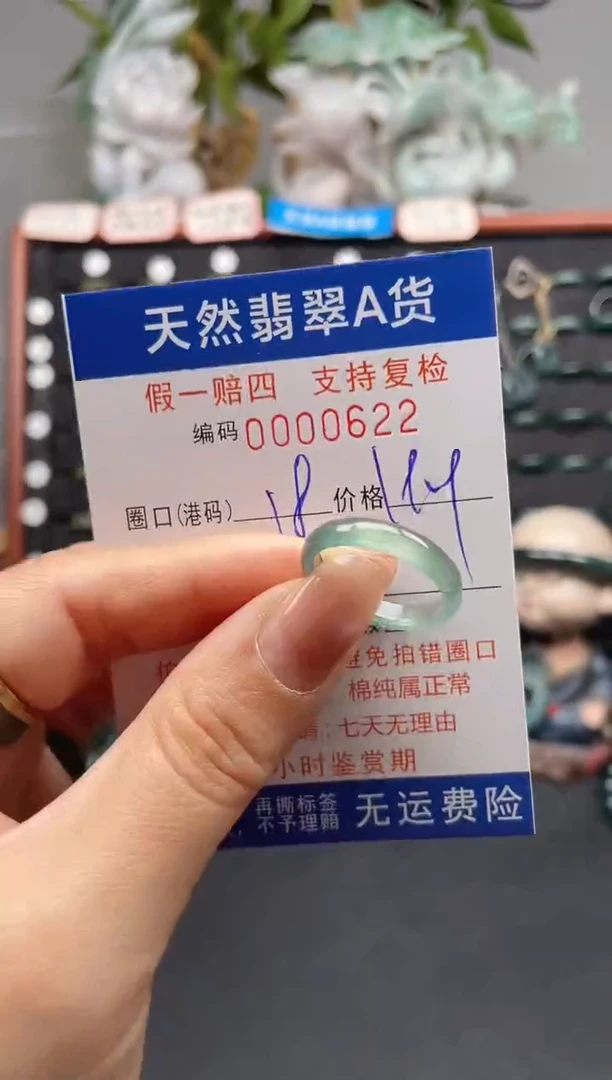 天然翡翠A货
假一赔四 支持复检
编码 0000622
圈口(港码) 18 价格
避免拍错圈口
棉纯属正常
七天无理由
小时鉴赏期
再撕标签
不予理赔
无运费险